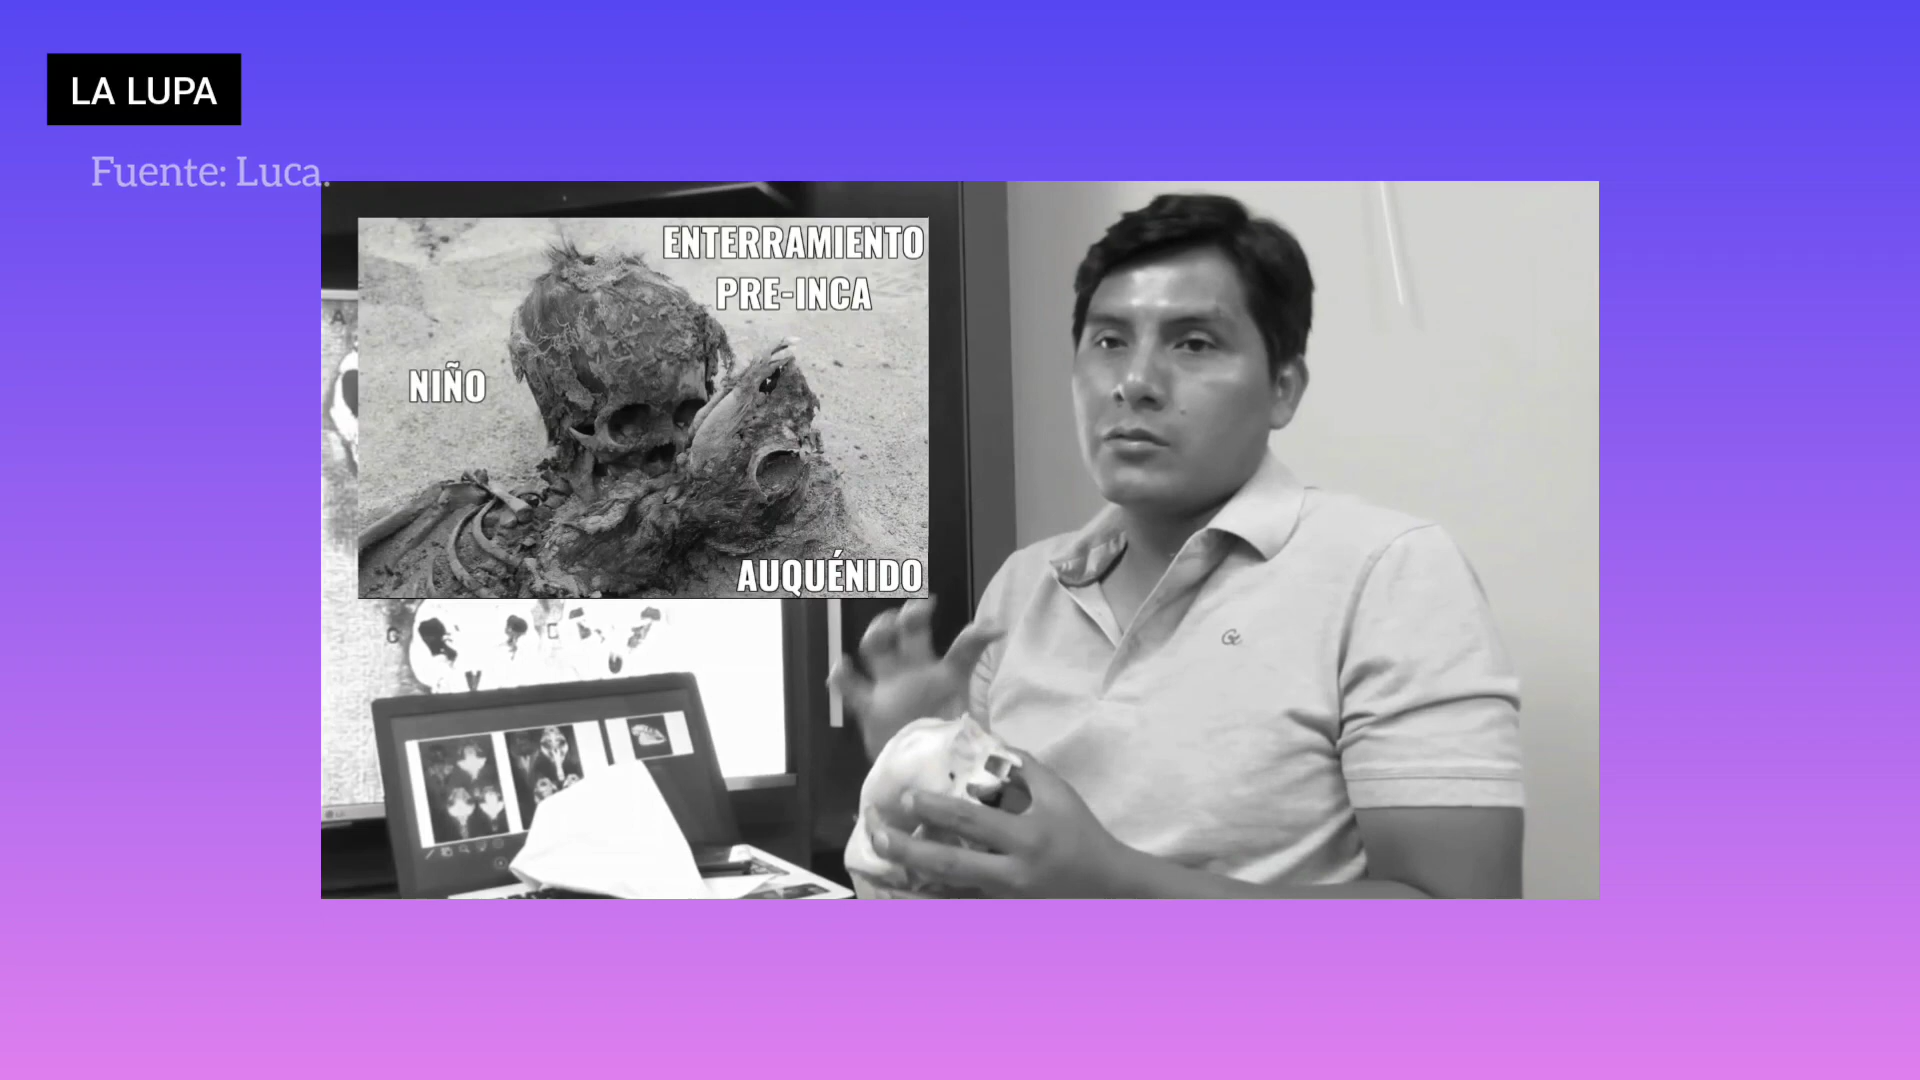 LA LUPA
Fuente: Luca.
ENTERRAMIENTO
PRE-INCA
NIÑO
AUQUÉNIDO